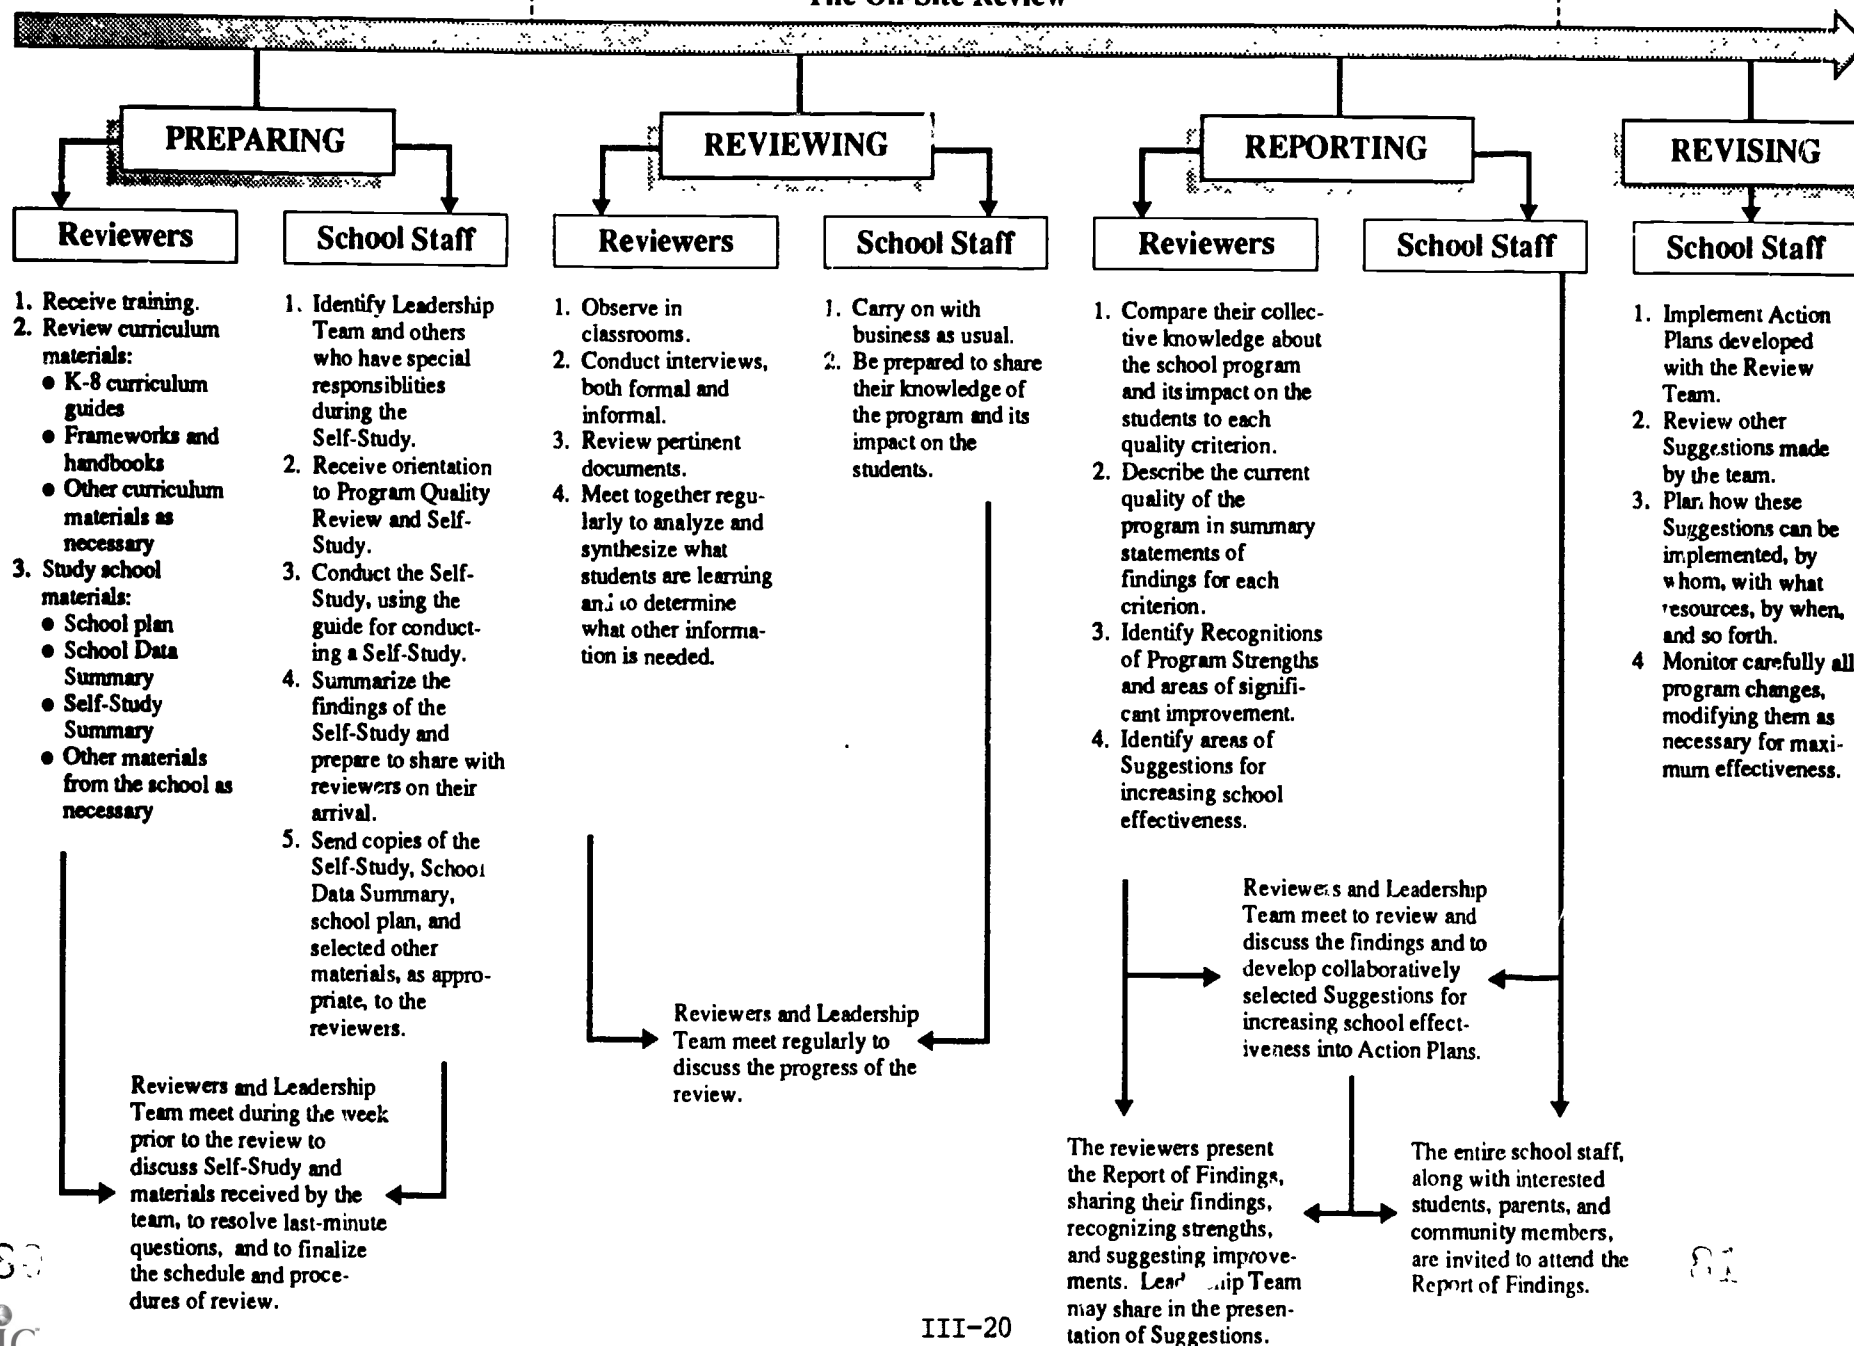 The On-Site Review
PREPARING
REVIEWING
REPORTING
REVISING
Reviewers
School Staff
Reviewers
School Staff
Reviewers
School Staff
School Staff
1. Receive training.
2. Review curriculum
materials:
● K-8 curriculum
guides
● Frameworks and
handbooks
● Other curriculum
materials as
necessary
3. Study school
materials:
● School plan
● School Data
Summary
● Self-Study
Summary
● Other materials
from the school as
necessary
1. Identify Leadership
Team and others
who have special
responsiblities
during the
Self-Study.
2. Receive orientation
to Program Quality
Review and Self-
Study.
3. Conduct the Self-
Study, using the
guide for conduct-
ing a Self-Study.
4. Summarize the
findings of the
Self-Study and
prepare to share with
reviewers on their
arrival.
5. Send copies of the
Self-Study, School
Data Summary,
school plan, and
selected other
materials, as appro-
priate, to the
reviewers.
Reviewers and Leadership
Team meet during the week
prior to the review to
discuss Self-Study and
materials received by the
team, to resolve last-minute
questions, and to finalize
the schedule and proce-
dures of review.
1. Observe in
classrooms.
2. Conduct interviews,
both formal and
informal.
3. Review pertinent
documents.
4. Meet together regu-
larly to analyze and
synthesize what
students are learning
and to determine
what other informa-
tion is needed.
1. Carry on with
business as usual.
2. Be prepared to share
their knowledge of
the program and its
impact on the
students.
Reviewers and Leadership
Team meet regularly to
discuss the progress of the
review.
1. Compare their collec-
tive knowledge about
the school program
and its impact on the
students to each
quality criterion.
2. Describe the current
quality of the
program in summary
statements of
findings for each
criterion.
3. Identify Recognitions
of Program Strengths
and areas of signifi-
cant improvement.
4. Identify areas of
Suggestions for
increasing school
effectiveness.
Reviewers and Leadership
Team meet to review and
discuss the findings and to
develop collaboratively
selected Suggestions for
increasing school effect-
iveness into Action Plans.
The reviewers present
the Report of Findings,
sharing their findings,
recognizing strengths,
and suggesting improve-
ments. Leadership Team
may share in the presen-
tation of Suggestions.
The entire school staff,
along with interested
students, parents, and
community members,
are invited to attend the
Report of Findings.
1. Implement Action
Plans developed
with the Review
Team.
2. Review other
Suggestions made
by the team.
3. Plan how these
Suggestions can be
implemented, by
whom, with what
resources, by when,
and so forth.
4 Monitor carefully all
program changes,
modifying them as
necessary for maxi-
mum effectiveness.
III-20